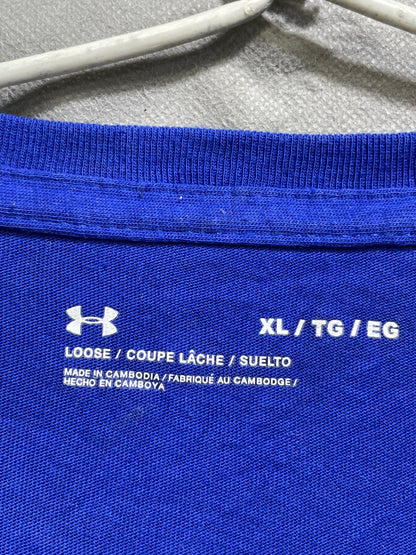 XL / TG / EG
LOOSE / COUPE LÂCHE / SUELTO
MADE IN CAMBODIA / FABRIQUÉ AU CAMBODGE /
HECHO EN CAMBOYA